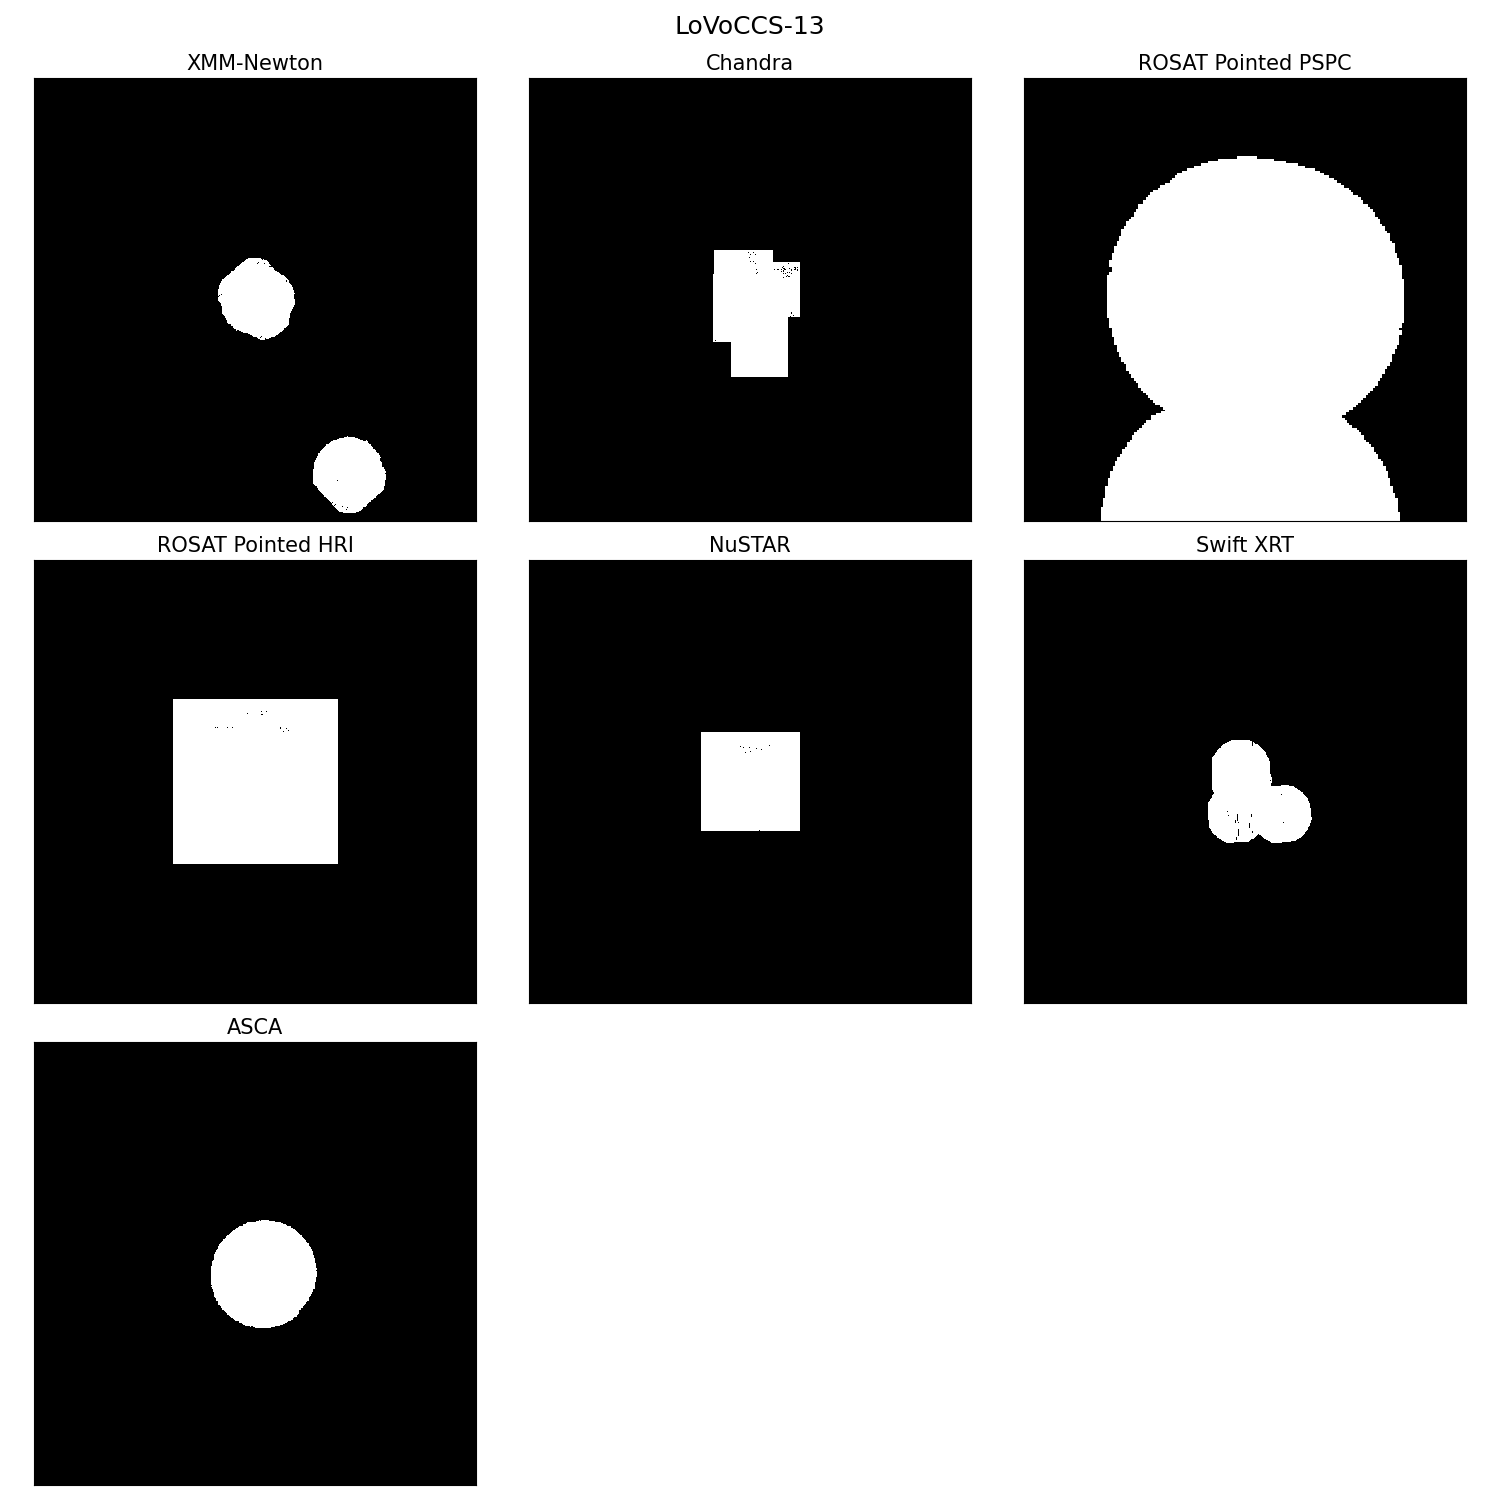 LoVoCCS-13
XMM-Newton
Chandra
ROSAT Pointed PSPC
ROSAT Pointed HRI
NuSTAR
Swift XRT
ASCA